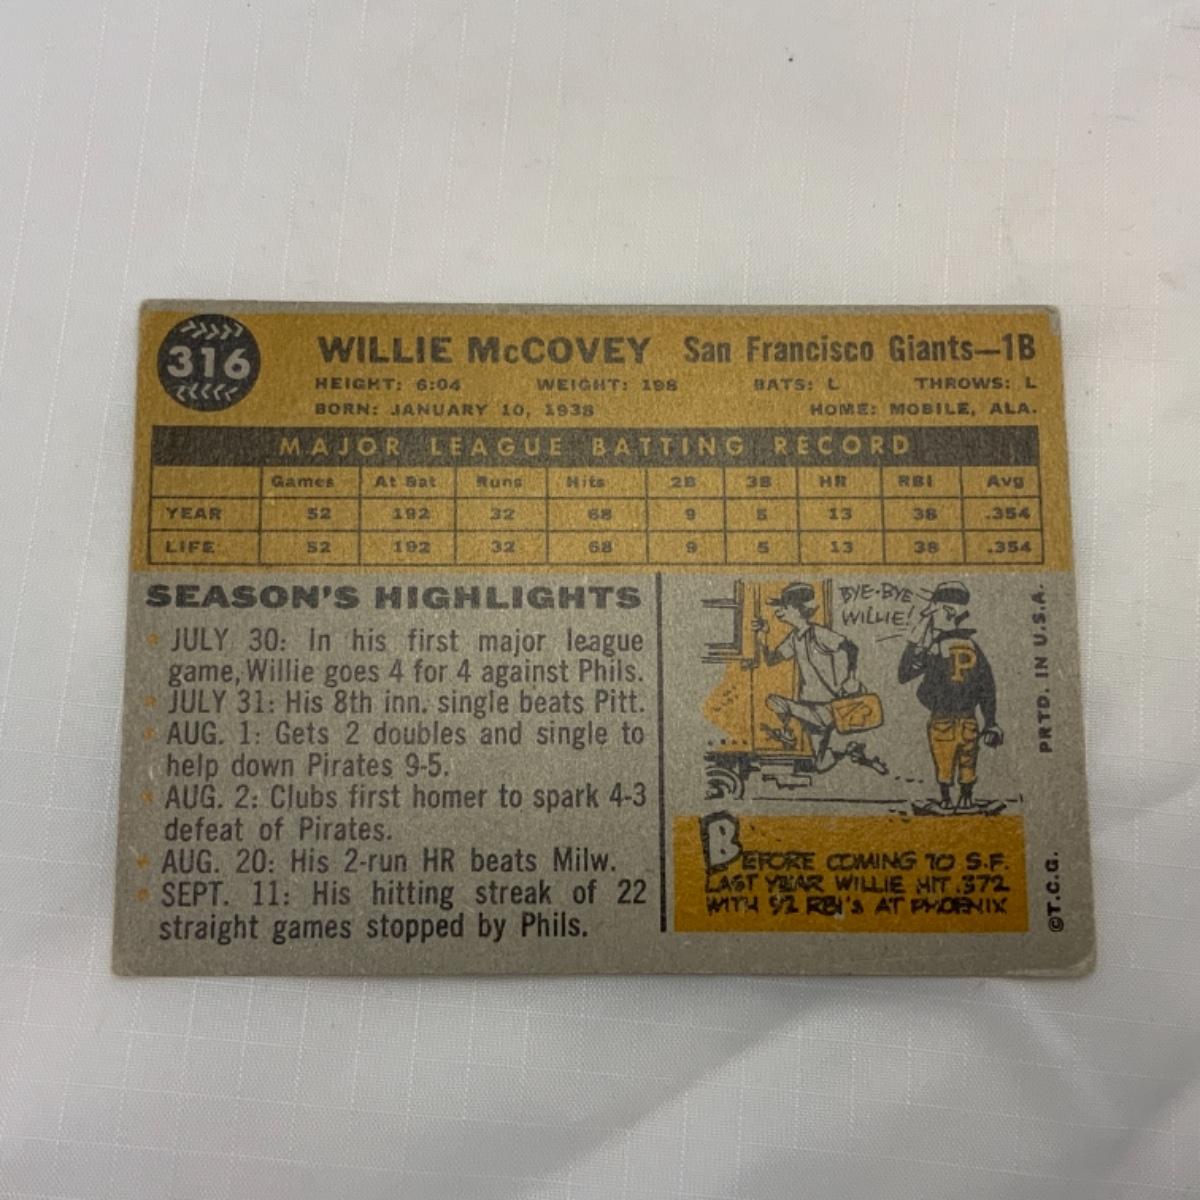 316
WILLIE McCOVEY San Francisco Giants—1B
HEIGHT: 6:04 WEIGHT: 198 BATS: L THROWS: L
BORN: JANUARY 10, 1938 HOME: MOBILE, ALA.
MAJOR LEAGUE BATTING RECORD
Games At Bat Runs Hits 2B 3B HR RBI Avg
YEAR 52 192 32 68 9 5 13 38 .354
LIFE 52 192 32 68 9 5 13 38 .354
SEASON'S HIGHLIGHTS
JULY 30: In his first major league
game, Willie goes 4 for 4 against Phils.
JULY 31: His 8th inn. single beats Pitt.
AUG. 1: Gets 2 doubles and single to
help down Pirates 9-5.
AUG. 2: Clubs first homer to spark 4-3
defeat of Pirates.
AUG. 20: His 2-run HR beats Milw.
SEPT. 11: His hitting streak of 22
straight games stopped by Phils.
BYE-BYE
WILLIE!
P
BEFORE COMING TO S.F.
LAST YEAR WILLIE HIT .372
WITH 92 RBI's AT PHOENIX
PRTD. IN U.S.A.
©T.C.G.